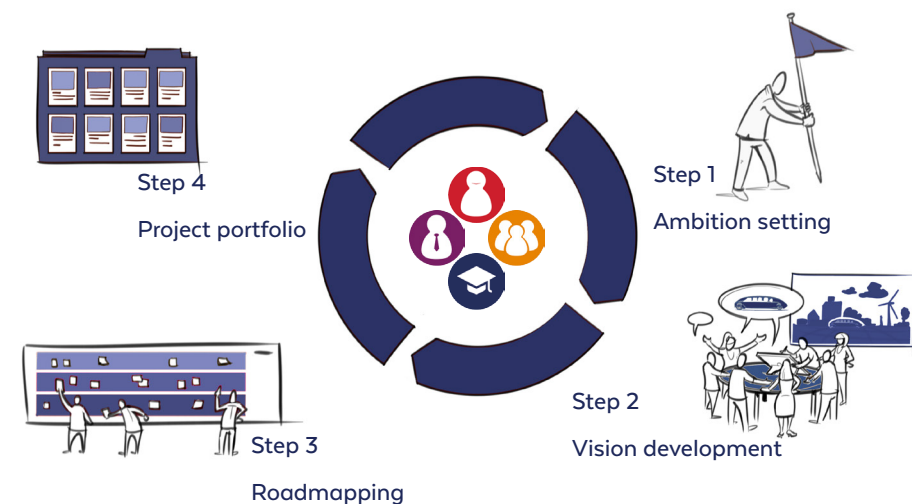 Step 1
Ambition setting
Step 2
Vision development
Step 3
Roadmapping
Step 4
Project portfolio